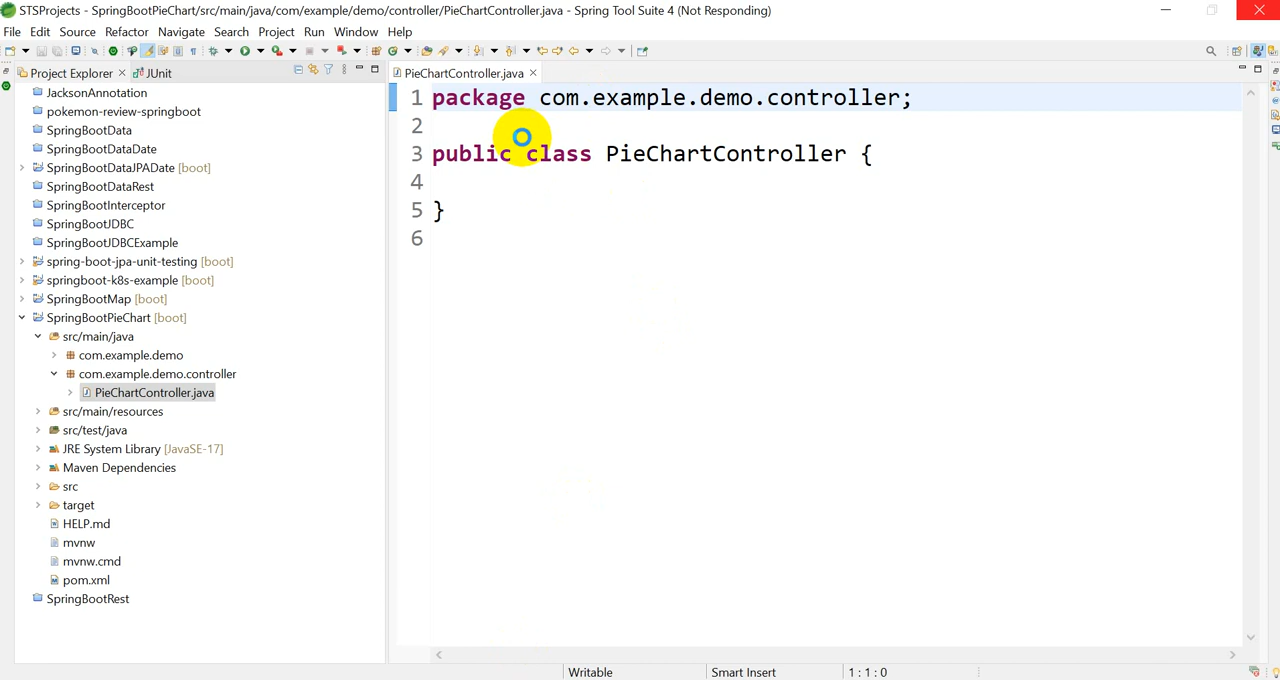 STSProjects - SpringBootPieChart/src/main/java/com/example/demo/controller/PieChartController.java - Spring Tool Suite 4 (Not Responding)
File Edit Source Refactor Navigate Search Project Run Window Help
Project Explorer
JUnit
JacksonAnnotation
pokemon-review-springboot
SpringBootData
SpringBootDataDate
SpringBootDataJPADate [boot]
SpringBootDataRest
SpringBootInterceptor
SpringBootJDBC
SpringBootJDBCExample
spring-boot-jpa-unit-testing [boot]
springboot-k8s-example [boot]
SpringBootMap [boot]
SpringBootPieChart [boot]
src/main/java
com.example.demo
com.example.demo.controller
PieChartController.java
src/main/resources
src/test/java
JRE System Library [JavaSE-17]
Maven Dependencies
src
target
HELP.md
mvnw
mvnw.cmd
pom.xml
SpringBootRest
PieChartController.java
1 package com.example.demo.controller;
2
3 public class PieChartController {
4
5 }
6
Writable
Smart Insert
1 : 1 : 0